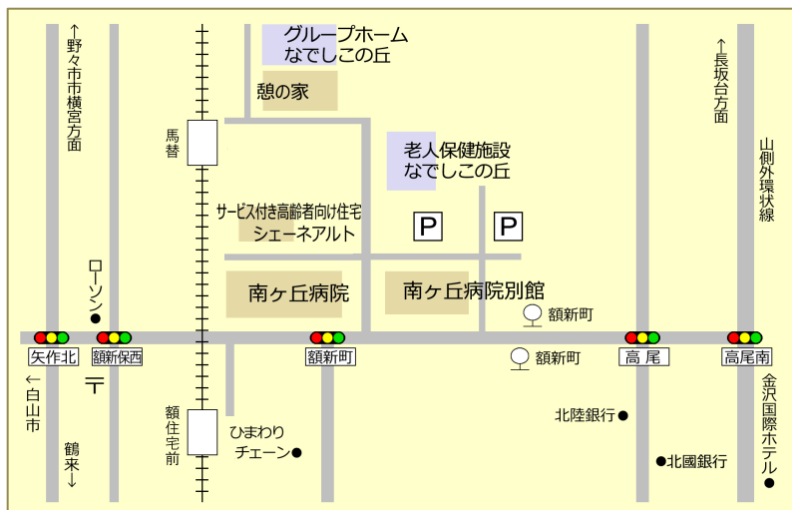 ↑野々市市横宮方面
グループホーム
なでしこの丘
憩の家
馬替
老人保健施設
なでしこの丘
↑長坂台方面
山側外環状線
サービス付き高齢者向け住宅
シェーネアルト
P
P
ローソン
南ヶ丘病院
南ヶ丘病院別館
額新町
矢作北
額新保西
額新町
額新町
高尾
高尾南
←白山市
〒
鶴来→
額住宅前
ひまわり
チェーン
北陸銀行
北國銀行
金沢国際ホテル